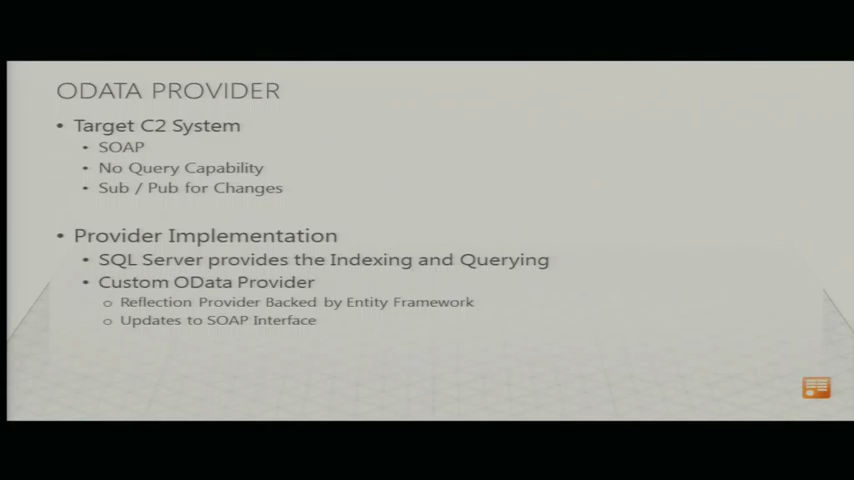 ODATA PROVIDER
• Target C2 System
• SOAP
• No Query Capability
• Sub / Pub for Changes
• Provider Implementation
• SQL Server provides the Indexing and Querying
• Custom OData Provider
o Reflection Provider Backed by Entity Framework
o Updates to SOAP Interface